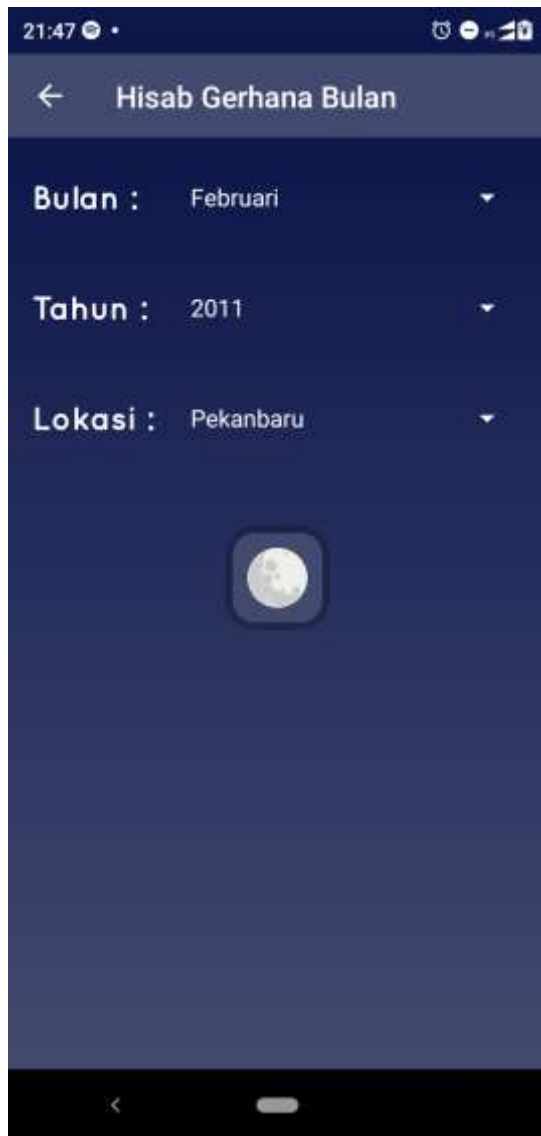 21:47
Hisab Gerhana Bulan
Bulan : Februari
Tahun : 2011
Lokasi : Pekanbaru